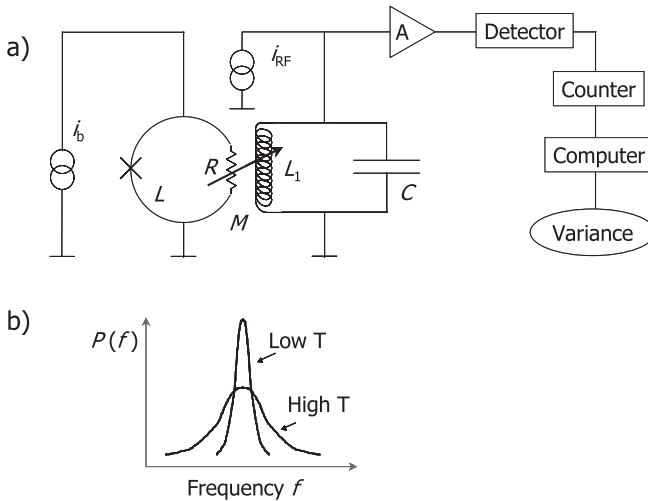 a)
i_b
L
R
M
i_RF
L_1
C
A
Detector
Counter
Computer
Variance
b)
P(f)
Low T
High T
Frequency f